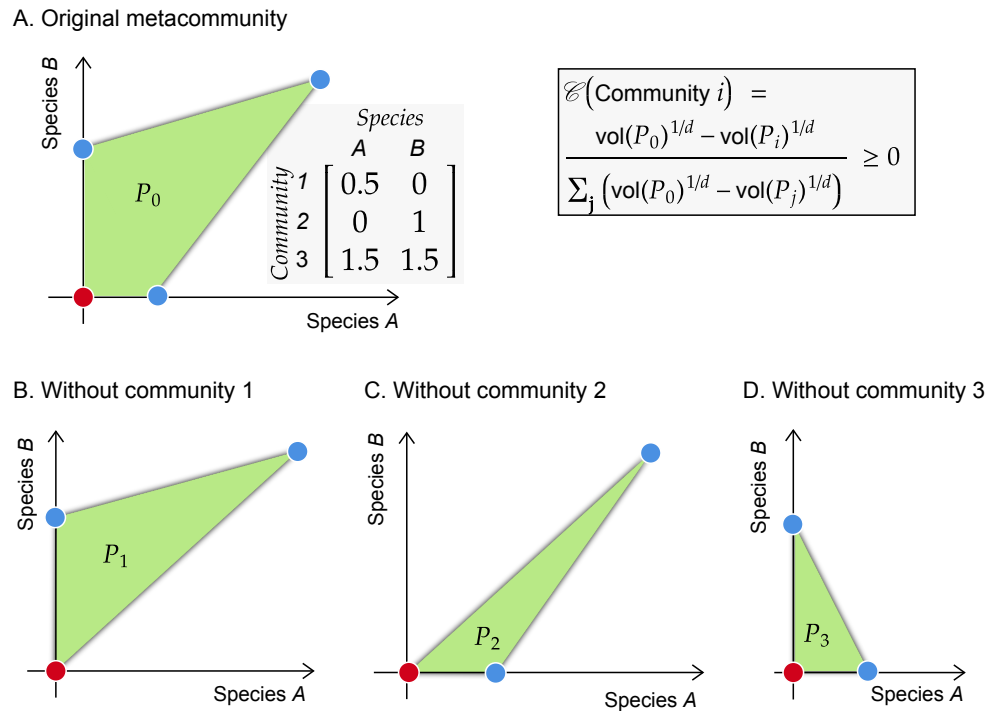 A. Original metacommunity
Species B
P0
Species
A B
Community
1 0.5 0
2 0 1
3 1.5 1.5
Species A
𝒞(Community i) =
vol(P0)^1/d − vol(Pi)^1/d
≥ 0
∑j (vol(P0)^1/d − vol(Pj)^1/d)
B. Without community 1
Species B
P1
Species A
C. Without community 2
Species B
P2
Species A
D. Without community 3
Species B
P3
Species A